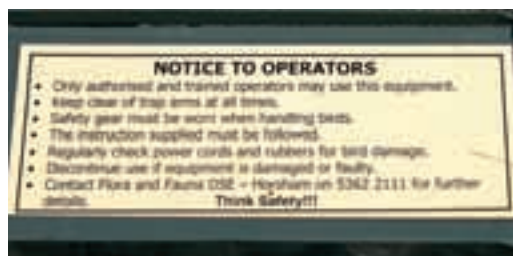 NOTICE TO OPERATORS
• Only authorised and trained operators may use this equipment.
• Keep clear of trap arms at all times.
• Safety gear must be worn when handling birds.
• The instruction supplied must be followed.
• Regularly check power cords and rubbers for bird damage.
• Discontinue use if equipment is damaged or faulty.
• Contact Flora and Fauna DSE – Horsham on 5362 2111 for further
details. Think Safety!!!